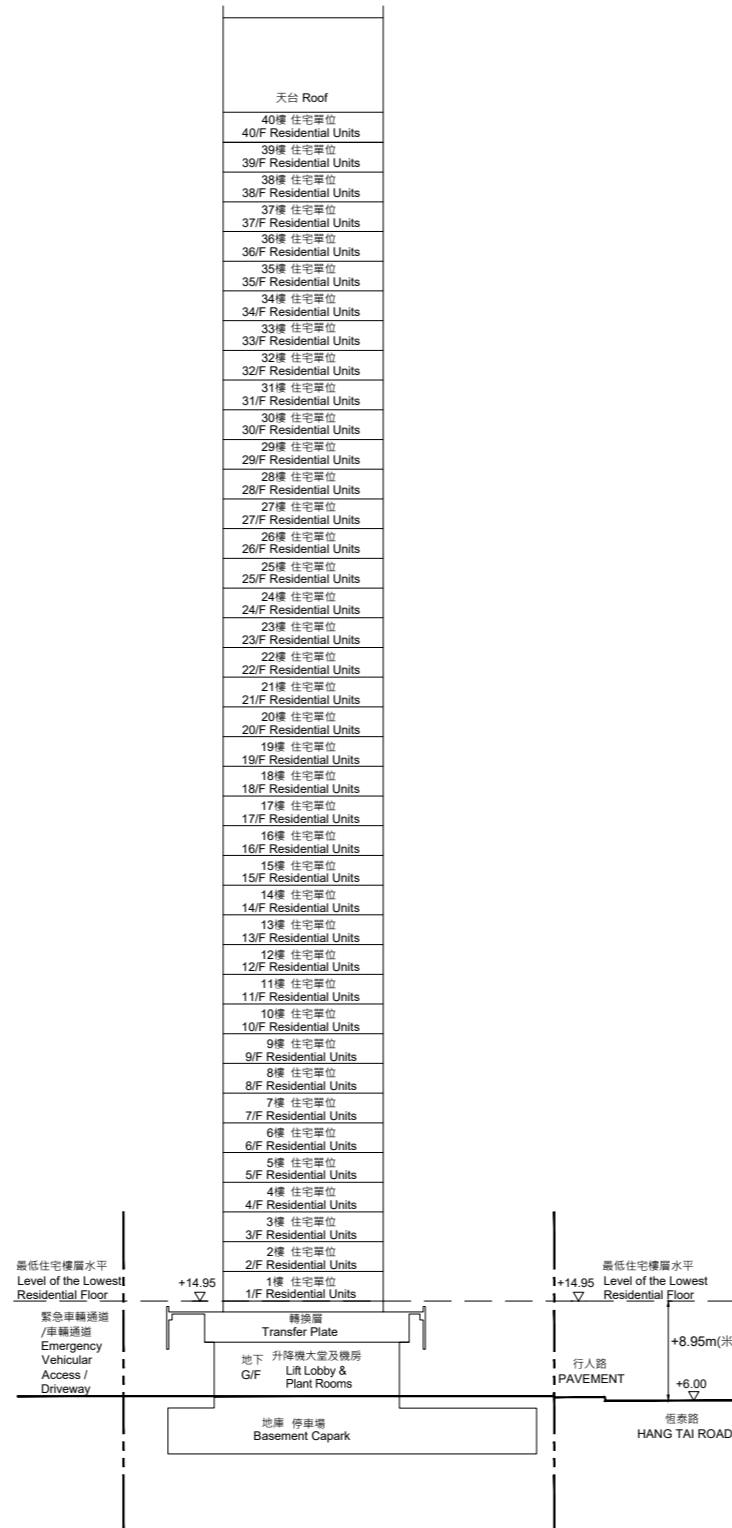 天台 Roof
40樓 住宅單位
40/F Residential Units
39樓 住宅單位
39/F Residential Units
38樓 住宅單位
38/F Residential Units
37樓 住宅單位
37/F Residential Units
36樓 住宅單位
36/F Residential Units
35樓 住宅單位
35/F Residential Units
34樓 住宅單位
34/F Residential Units
33樓 住宅單位
33/F Residential Units
32樓 住宅單位
32/F Residential Units
31樓 住宅單位
31/F Residential Units
30樓 住宅單位
30/F Residential Units
29樓 住宅單位
29/F Residential Units
28樓 住宅單位
28/F Residential Units
27樓 住宅單位
27/F Residential Units
26樓 住宅單位
26/F Residential Units
25樓 住宅單位
25/F Residential Units
24樓 住宅單位
24/F Residential Units
23樓 住宅單位
23/F Residential Units
22樓 住宅單位
22/F Residential Units
21樓 住宅單位
21/F Residential Units
20樓 住宅單位
20/F Residential Units
19樓 住宅單位
19/F Residential Units
18樓 住宅單位
18/F Residential Units
17樓 住宅單位
17/F Residential Units
16樓 住宅單位
16/F Residential Units
15樓 住宅單位
15/F Residential Units
14樓 住宅單位
14/F Residential Units
13樓 住宅單位
13/F Residential Units
12樓 住宅單位
12/F Residential Units
11樓 住宅單位
11/F Residential Units
10樓 住宅單位
10/F Residential Units
9樓 住宅單位
9/F Residential Units
8樓 住宅單位
8/F Residential Units
7樓 住宅單位
7/F Residential Units
6樓 住宅單位
6/F Residential Units
5樓 住宅單位
5/F Residential Units
4樓 住宅單位
4/F Residential Units
3樓 住宅單位
3/F Residential Units
2樓 住宅單位
2/F Residential Units
1樓 住宅單位
1/F Residential Units
最低住宅樓層水平
Level of the Lowest
Residential Floor
+14.95
+14.95
最低住宅樓層水平
Level of the Lowest
Residential Floor
緊急車輛通道
/車輛通道
Emergency
Vehicular
Access /
Driveway
轉換層
Transfer Plate
地下 升降機大堂及機房
G/F Lift Lobby &
Plant Rooms
+8.95m(米
行人路
PAVEMENT
+6.00
恆泰路
HANG TAI ROAD
地庫 停車場
Basement Capark